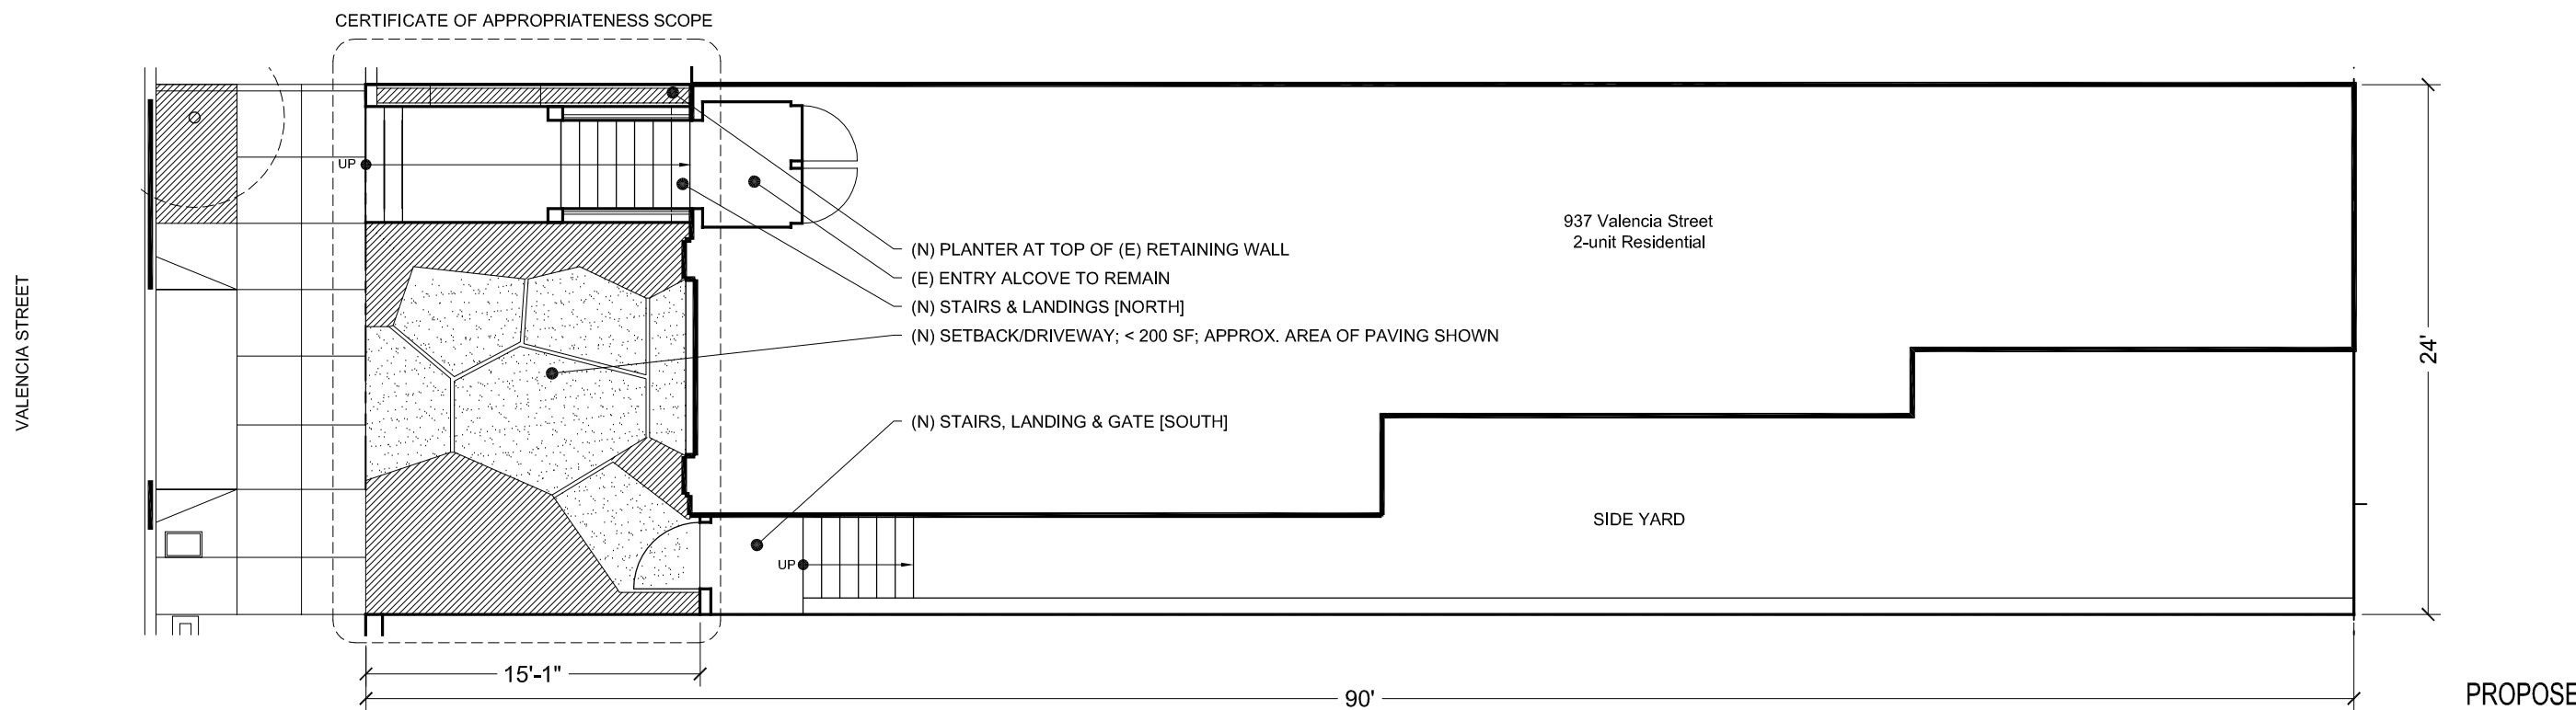 CERTIFICATE OF APPROPRIATENESS SCOPE
VALENCIA STREET
UP
(N) PLANTER AT TOP OF (E) RETAINING WALL
(E) ENTRY ALCOVE TO REMAIN
(N) STAIRS & LANDINGS [NORTH]
(N) SETBACK/DRIVEWAY; < 200 SF; APPROX. AREA OF PAVING SHOWN
(N) STAIRS, LANDING & GATE [SOUTH]
937 Valencia Street
2-unit Residential
24'
SIDE YARD
UP
15'-1"
90'
PROPOSE